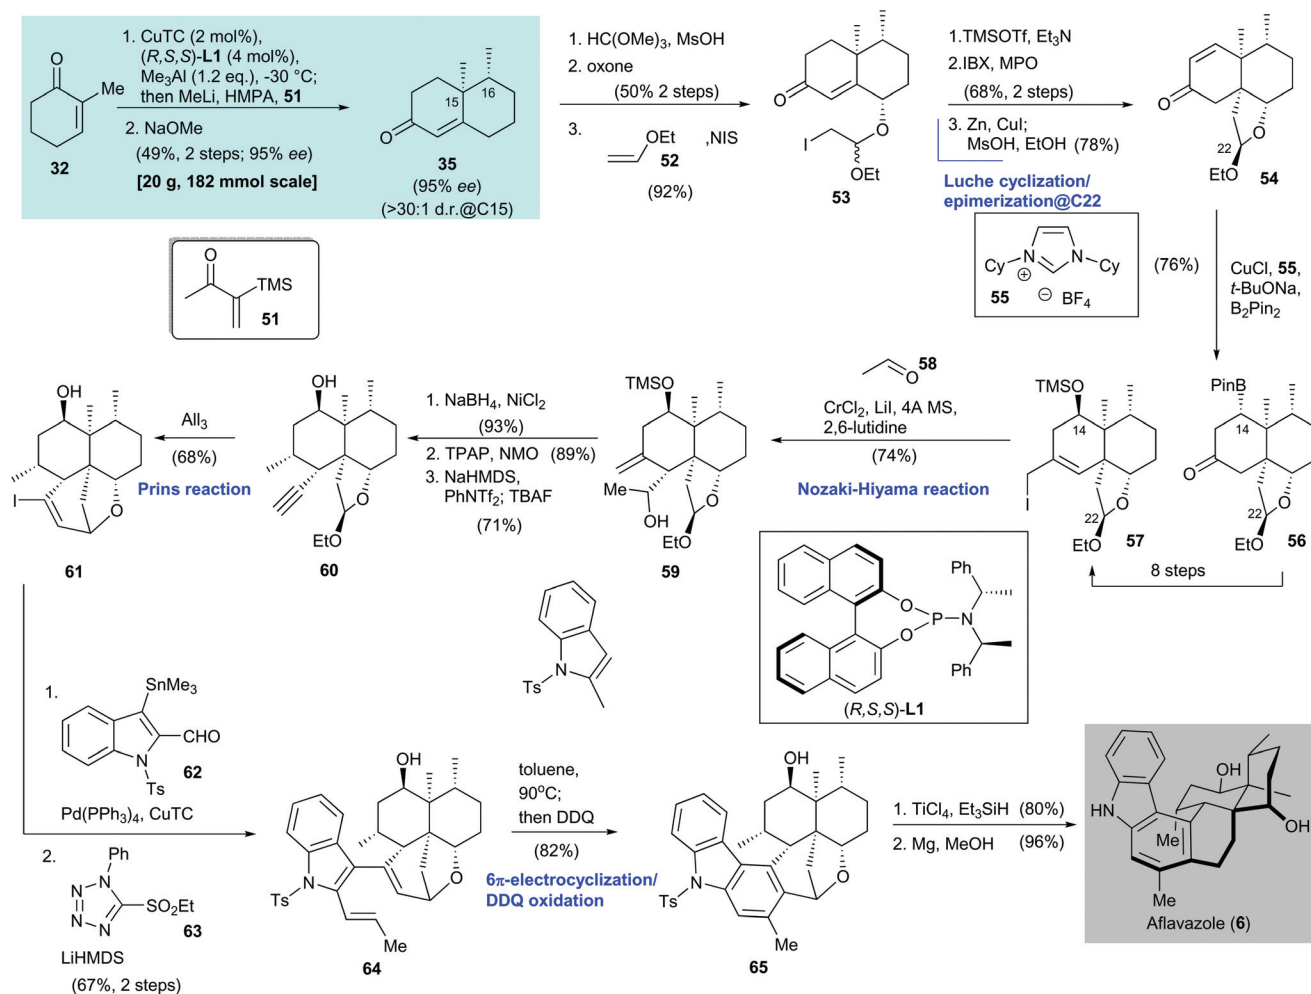 1. CuTC (2 mol%),
(R,S,S)-L1 (4 mol%),
Me3Al (1.2 eq.), -30 °C;
then MeLi, HMPA, 51
2. NaOMe
(49%, 2 steps; 95% ee)
[20 g, 182 mmol scale]
O
Me
32
15
16
O
35
(95% ee)
(>30:1 d.r.@C15)
1. HC(OMe)3, MsOH
2. oxone
(50% 2 steps)
3.
OEt
52
,NIS
(92%)
O
O
I
OEt
53
1.TMSOTf, Et3N
2.IBX, MPO
(68%, 2 steps)
3. Zn, CuI;
MsOH, EtOH (78%)
Luche cyclization/
epimerization@C22
O
22
O
EtO
54
O
TMS
51
Cy
N
N
Cy
⊕
55
⊖ BF4
(76%)
CuCl, 55,
t-BuONa,
B2Pin2
OH
I
O
61
AlI3
(68%)
Prins reaction
OH
O
EtO
60
1. NaBH4, NiCl2
(93%)
2. TPAP, NMO (89%)
3. NaHMDS,
PhNTf2; TBAF
(71%)
TMSO
Me
OH
O
EtO
59
58
O
CrCl2, LiI, 4A MS,
2,6-lutidine
(74%)
Nozaki-Hiyama reaction
TMSO
14
I
O
22
EtO
57
PinB
14
O
O
22
EtO
56
8 steps
N
Ts
O
O
P
N
Ph
Ph
(R,S,S)-L1
1.
SnMe3
CHO
N
Ts
62
Pd(PPh3)4, CuTC
2.
Ph
N
N
N
N
SO2Et
63
LiHMDS
(67%, 2 steps)
OH
N
Ts
O
Me
64
toluene,
90°C;
then DDQ
(82%)
6π-electrocyclization/
DDQ oxidation
OH
N
Ts
O
Me
65
1. TiCl4, Et3SiH (80%)
2. Mg, MeOH (96%)
OH
HN
Me
OH
Me
Aflavazole (6)